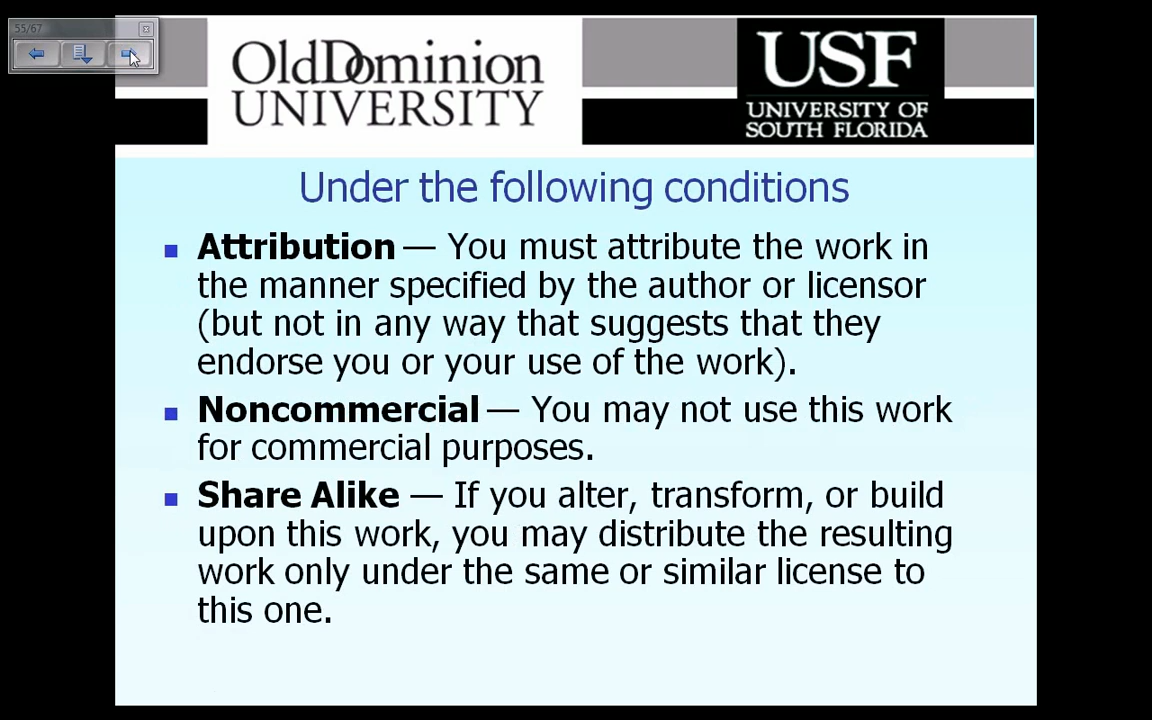 55/67
OldDominion
UNIVERSITY
USF
UNIVERSITY OF
SOUTH FLORIDA
Under the following conditions
Attribution — You must attribute the work in
the manner specified by the author or licensor
(but not in any way that suggests that they
endorse you or your use of the work).
Noncommercial — You may not use this work
for commercial purposes.
Share Alike — If you alter, transform, or build
upon this work, you may distribute the resulting
work only under the same or similar license to
this one.